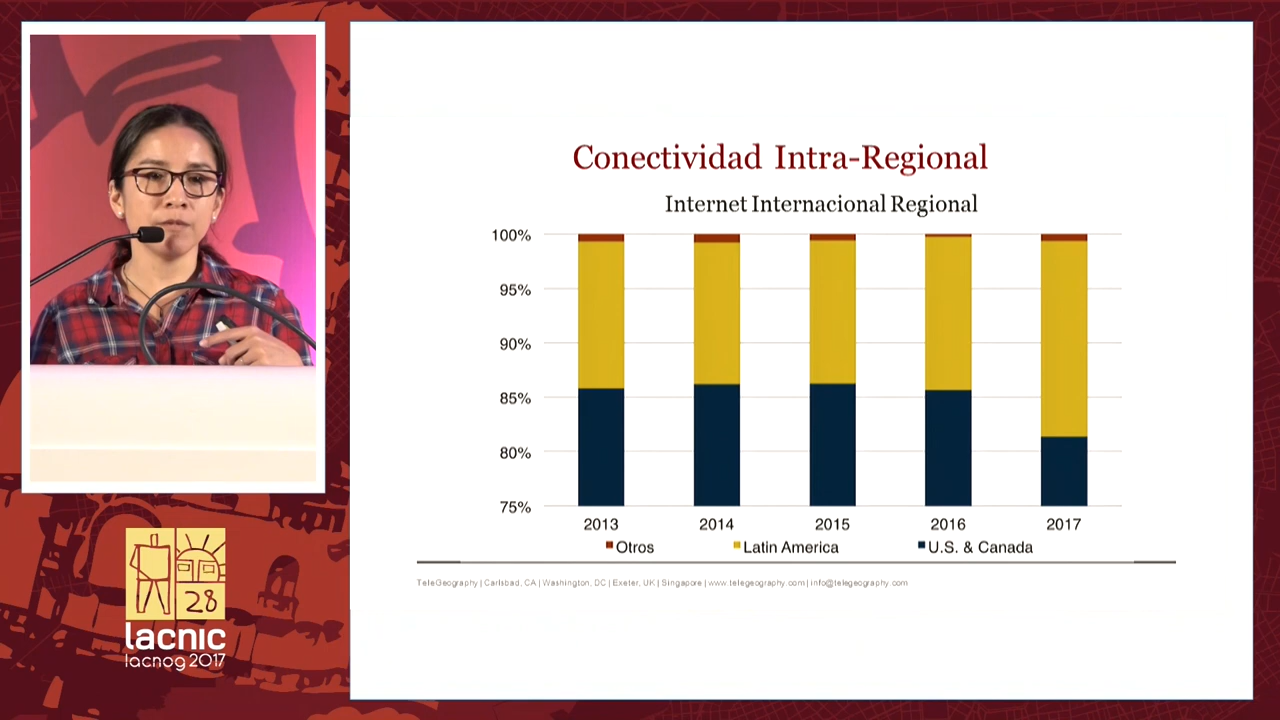 Conectividad Intra-Regional
Internet Internacional Regional
100%
95%
90%
85%
80%
75%
2013 2014 2015 2016 2017
Otros Latin America U.S. & Canada
TeleGeography | Carlsbad, CA | Washington, DC | Exeter, UK | Singapore | www.telegeography.com | info@telegeography.com
28
lacnic
lacnog 2017